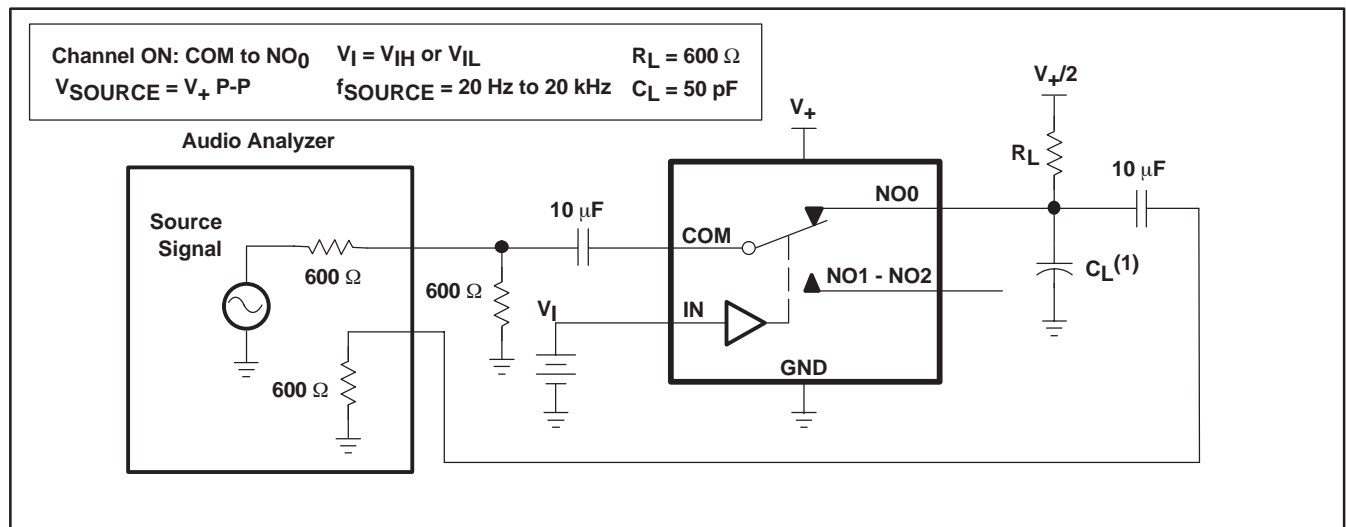 Channel ON: COM to NO0 VI = VIH or VIL RL = 600 Ω
VSOURCE = V+ P-P fSOURCE = 20 Hz to 20 kHz CL = 50 pF
Audio Analyzer
Source
Signal
600 Ω
600 Ω
600 Ω
10 μF
VI
V+
COM
IN
NO0
NO1 - NO2
GND
V+/2
RL
10 μF
CL(1)